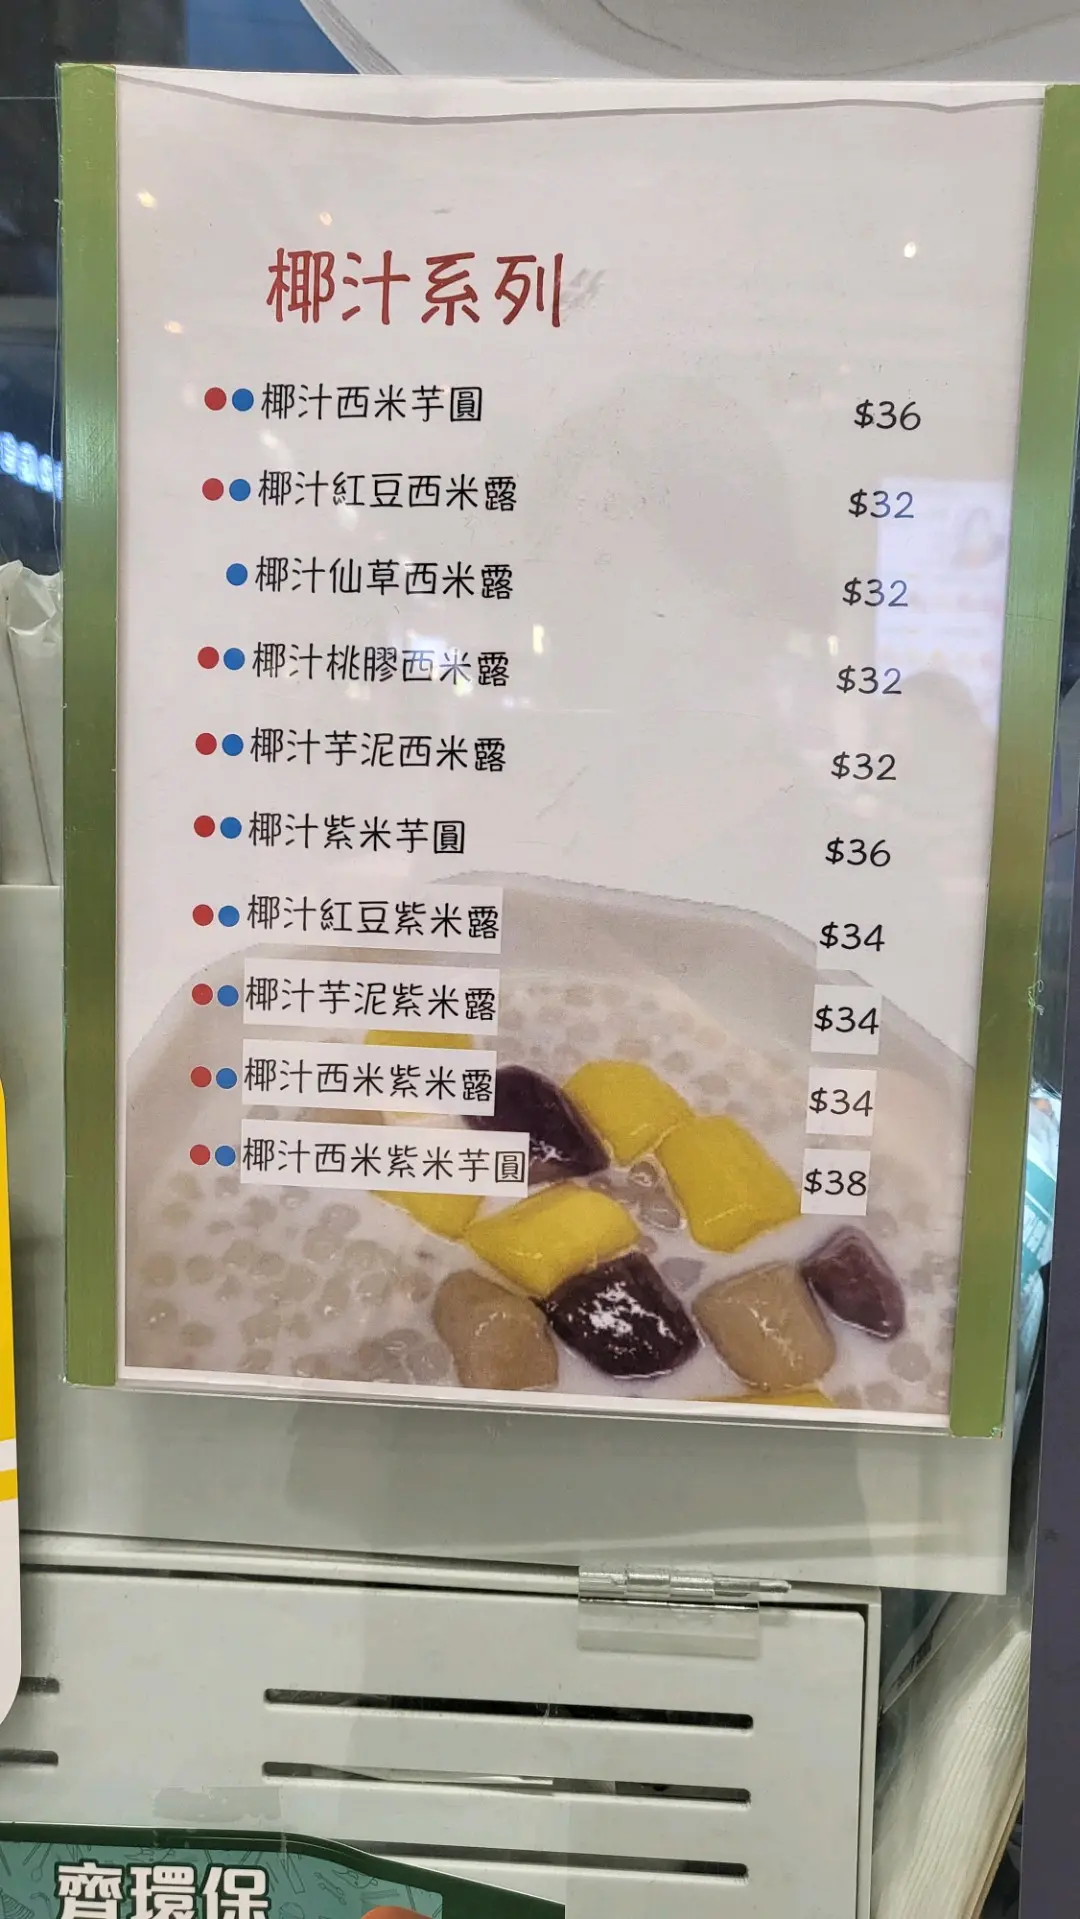 椰汁系列
椰汁西米芋圓 $36
椰汁紅豆西米露 $32
椰汁仙草西米露 $32
椰汁桃膠西米露 $32
椰汁芋泥西米露 $32
椰汁紫米芋圓 $36
椰汁紅豆紫米露 $34
椰汁芋泥紫米露 $34
椰汁西米紫米露 $34
椰汁西米紫米芋圓 $38
齊環保